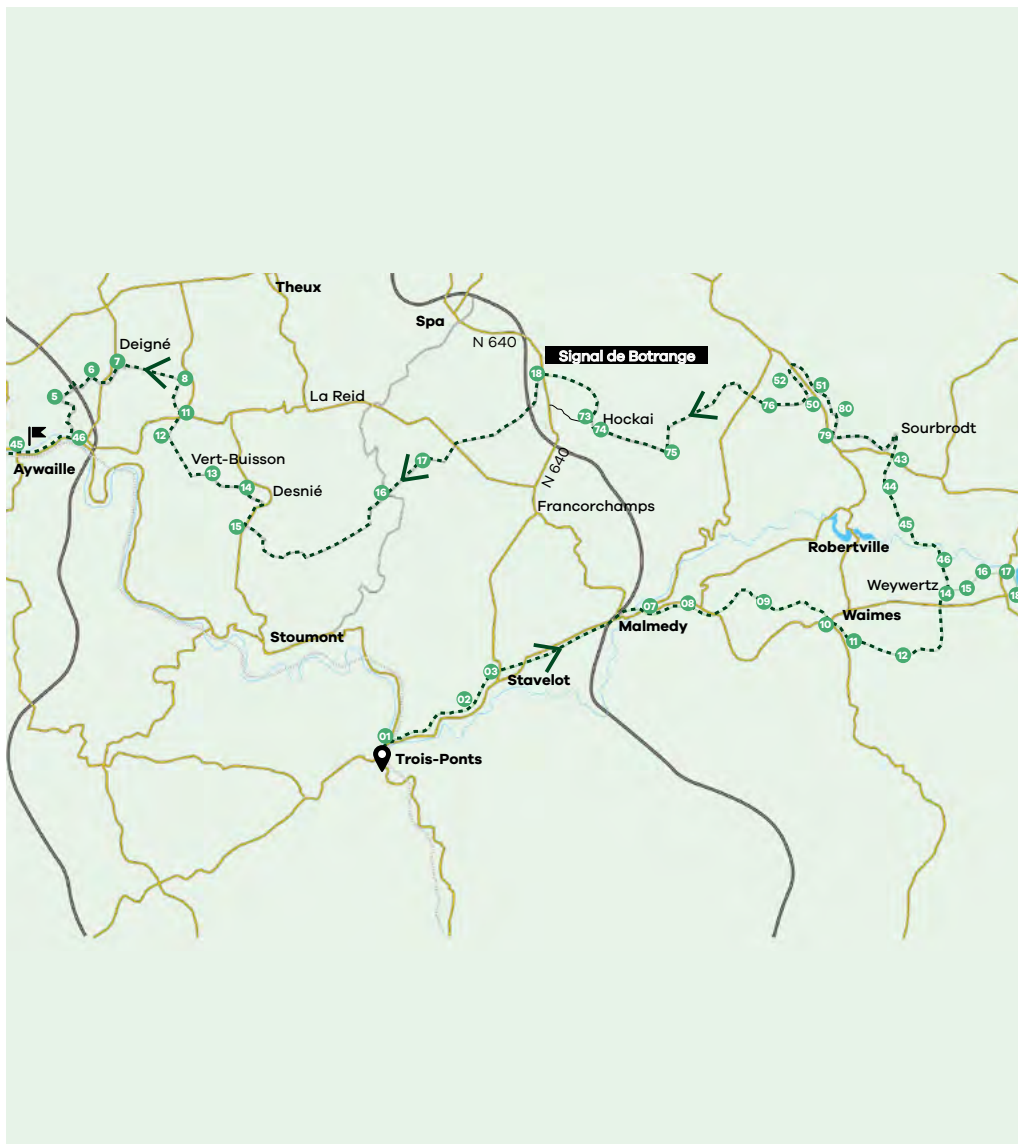 Theux
Spa
N 640
Deigné
Signal de Botrange
7
6
8
18
52
51
5
La Reid
76
50
80
11
73
Hockai
74
Sourbrodt
45
46
12
79
Aywaille
75
N 640
43
Vert-Buisson
17
13
14
Desnié
16
44
Francorchamps
15
45
Robertville
46
16
17
Weywertz
15
14
18
07
08
09
Waimes
Malmedy
10
Stoumont
11
12
03
Stavelot
02
01
Trois-Ponts